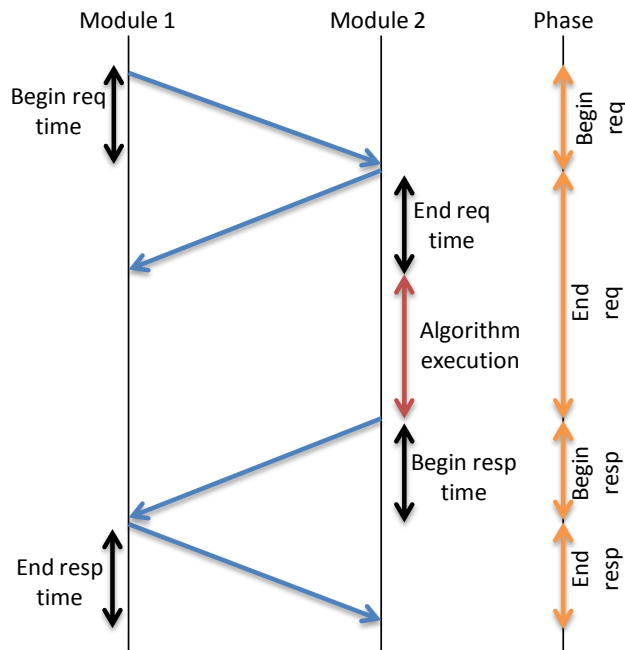 Module 1
Module 2
Phase
Begin req
time
Begin
req
End req
time
End
req
Algorithm
execution
Begin resp
time
Begin
resp
End resp
time
End
resp